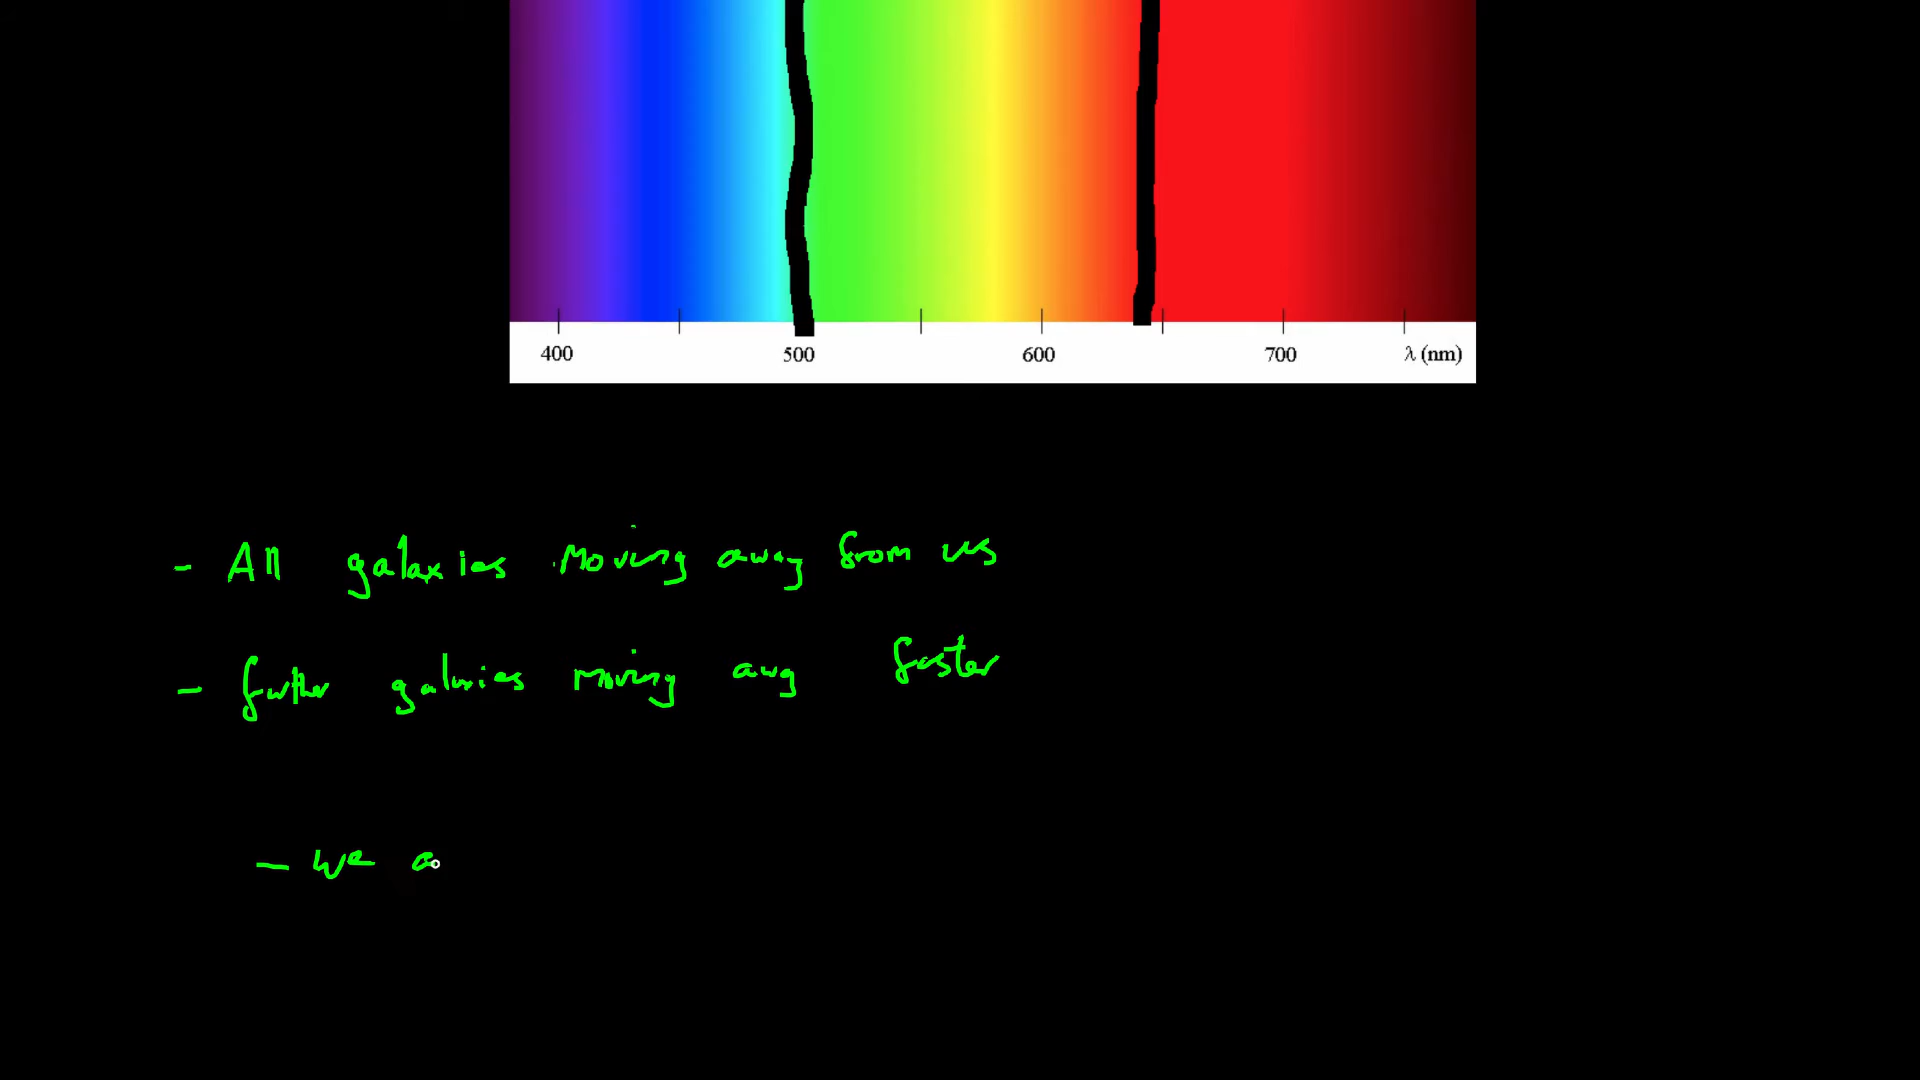 400 500 600 700 λ (nm)
- All galaxies moving away from us
- further galaxies moving away faster
- we a